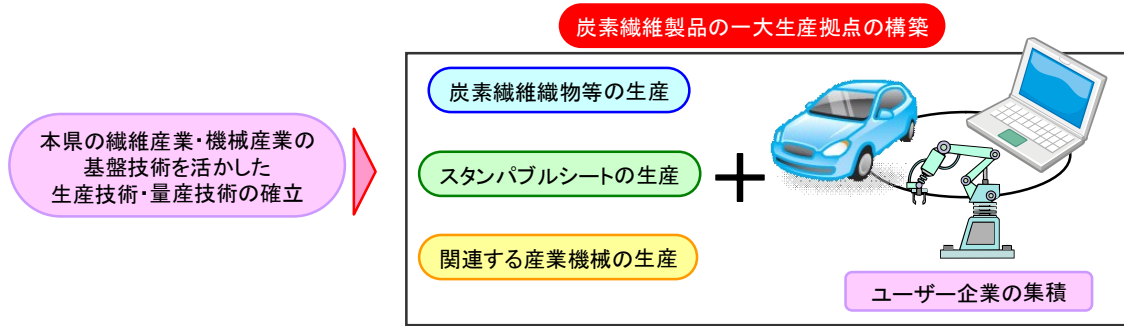 炭素繊維製品の一大生産拠点の構築
本県の繊維産業・機械産業の
基盤技術を活かした
生産技術・量産技術の確立
炭素繊維織物等の生産
スタンパブルシートの生産
関連する産業機械の生産
＋
ユーザー企業の集積